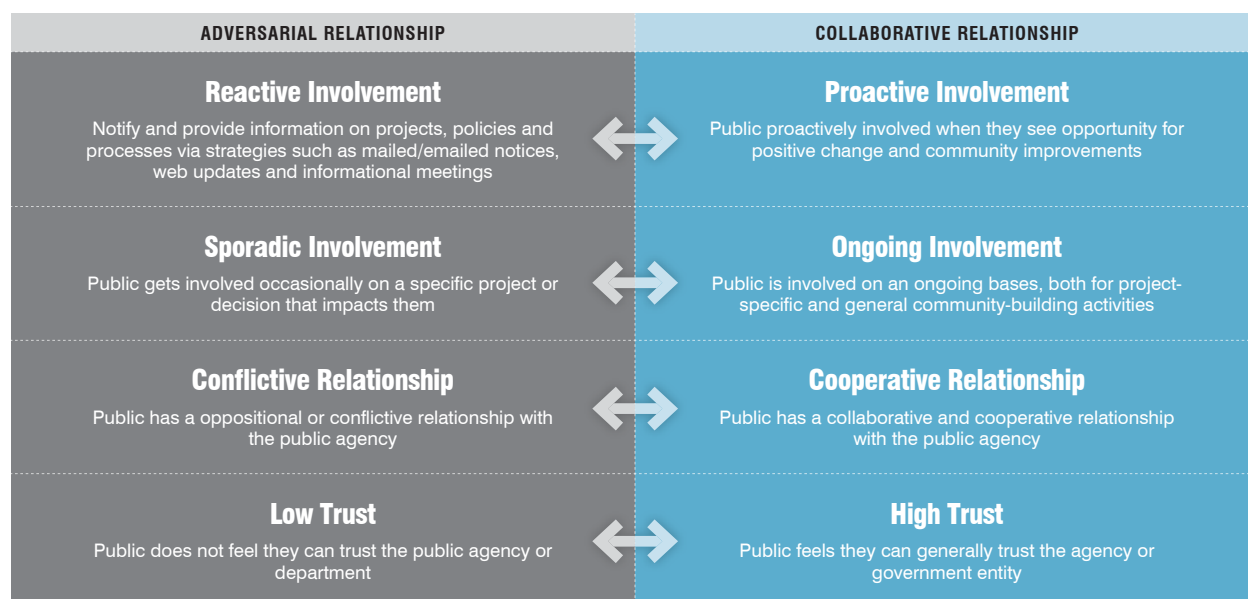 ADVERSARIAL RELATIONSHIP
COLLABORATIVE RELATIONSHIP
Reactive Involvement
Notify and provide information on projects, policies and
processes via strategies such as mailed/emailed notices,
web updates and informational meetings
Proactive Involvement
Public proactively involved when they see opportunity for
positive change and community improvements
Sporadic Involvement
Public gets involved occasionally on a specific project or
decision that impacts them
Ongoing Involvement
Public is involved on an ongoing bases, both for project-
specific and general community-building activities
Conflictive Relationship
Public has a oppositional or conflictive relationship with
the public agency
Cooperative Relationship
Public has a collaborative and cooperative relationship
with the public agency
Low Trust
Public does not feel they can trust the public agency or
department
High Trust
Public feels they can generally trust the agency or
government entity